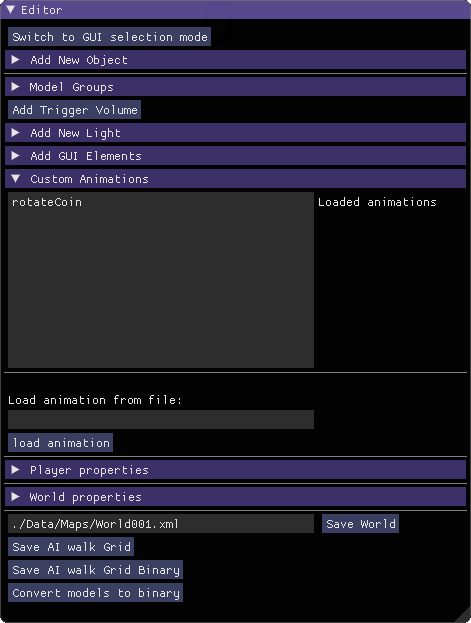 Editor
Switch to GUI selection mode
Add New Object
Model Groups
Add Trigger Volume
Add New Light
Add GUI Elements
Custom Animations
rotateCoin Loaded animations
Load animation from file:
load animation
Player properties
World properties
./Data/Maps/World001.xml Save World
Save AI walk Grid
Save AI walk Grid Binary
Convert models to binary